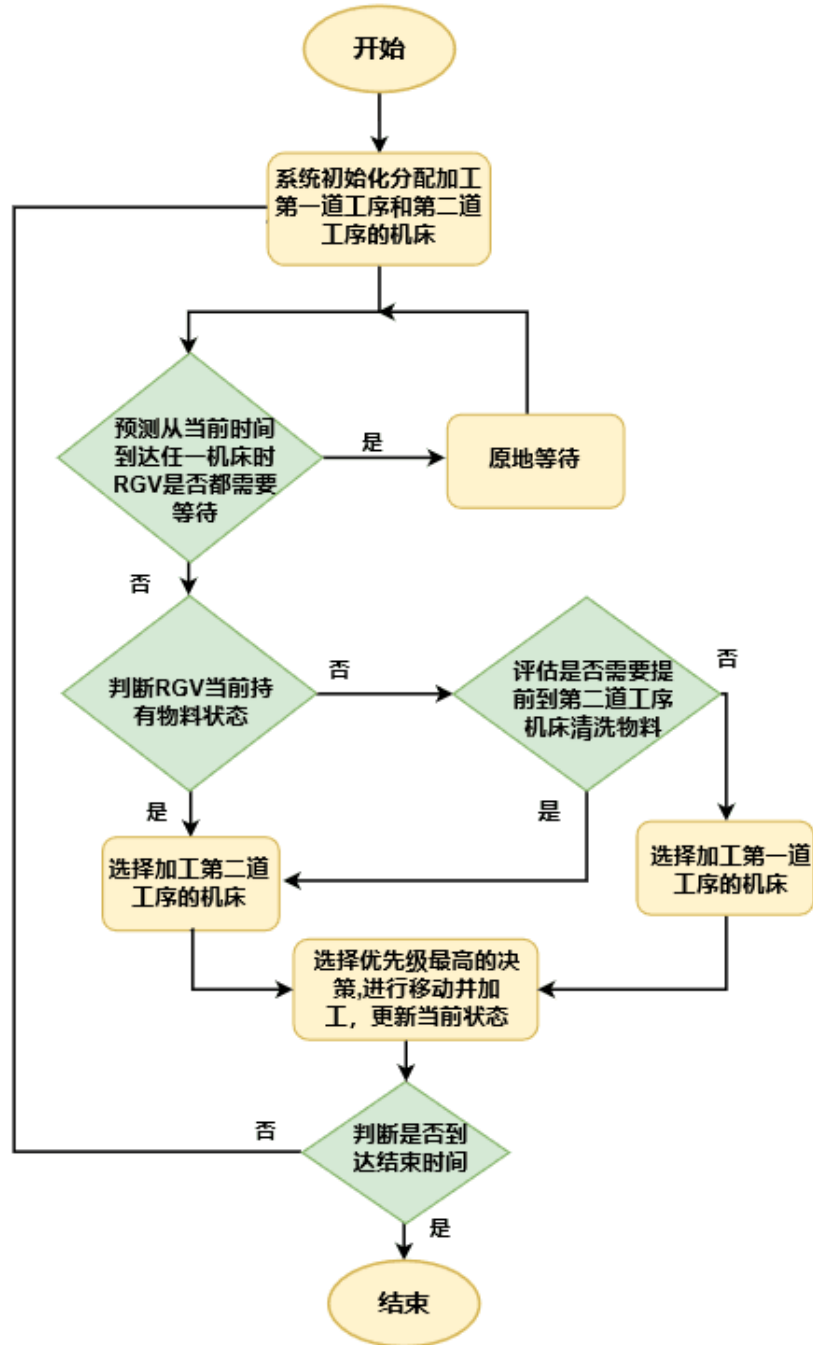 开始
系统初始化分配加工
第一道工序和第二道
工序的机床
预测从当前时间
到达任一机床时
RGV是否都需要
等待
是
原地等待
否
判断RGV当前持
有物料状态
否
评估是否需要提
前到第二道工序
机床清洗物料
否
是
是
选择加工第二道
工序的机床
选择加工第一道
工序的机床
选择优先级最高的决
策,进行移动并加
工，更新当前状态
否
判断是否到
达结束时间
是
结束